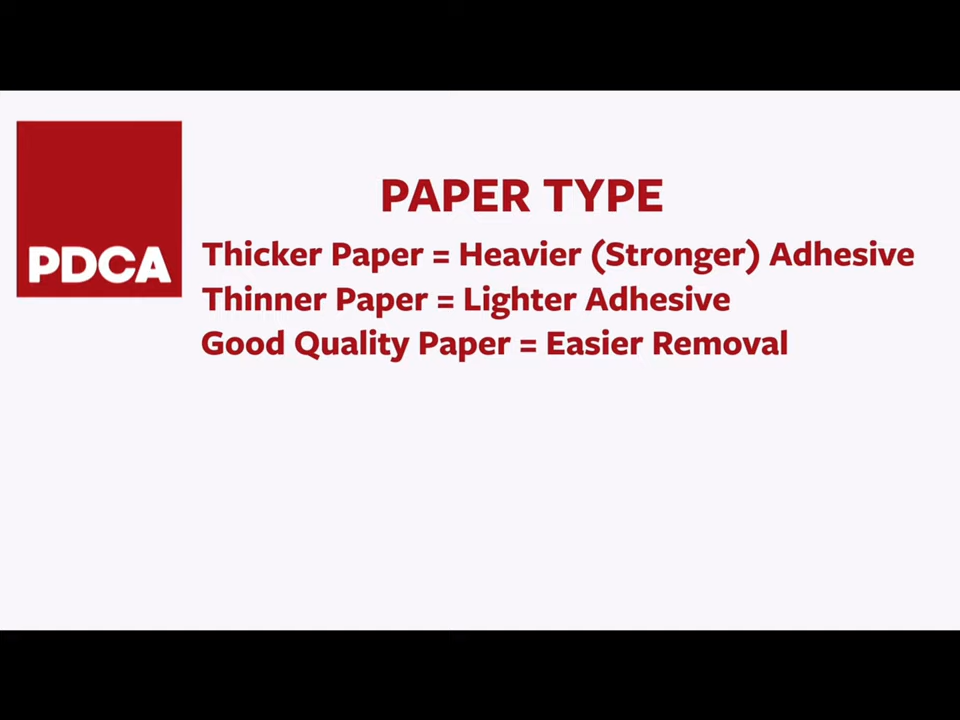 PDCA
PAPER TYPE
Thicker Paper = Heavier (Stronger) Adhesive
Thinner Paper = Lighter Adhesive
Good Quality Paper = Easier Removal